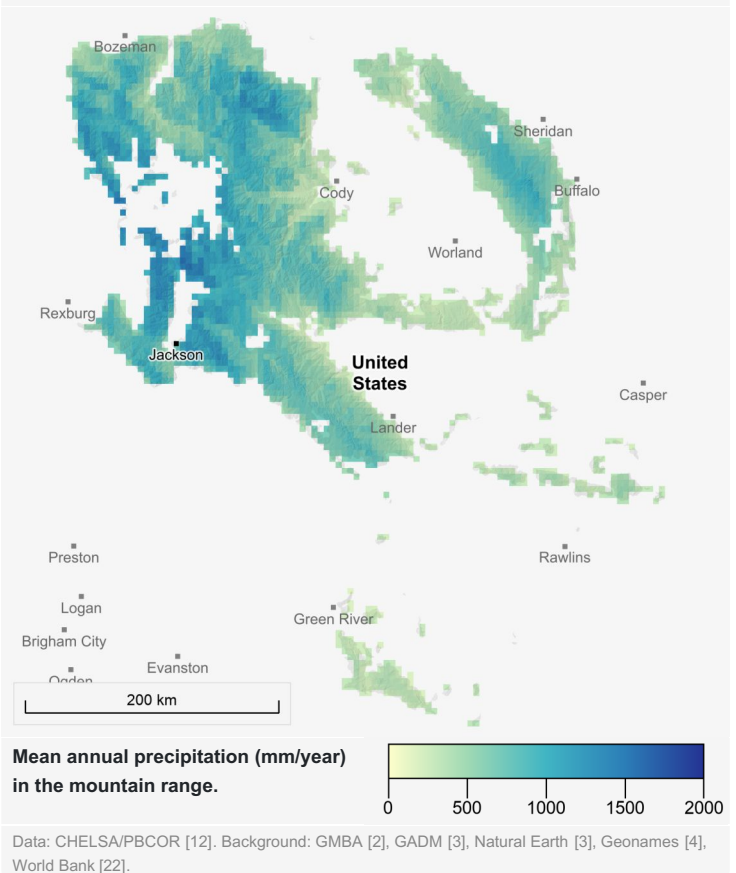 Bozeman
Sheridan
Cody
Buffalo
Worland
Rexburg
Jackson
United
States
Casper
Lander
Preston
Rawlins
Logan
Green River
Brigham City
Evanston
Ogden
200 km
Mean annual precipitation (mm/year)
in the mountain range.
0 500 1000 1500 2000
Data: CHELSA/PBCOR [12]. Background: GMBA [2], GADM [3], Natural Earth [3], Geonames [4],
World Bank [22].